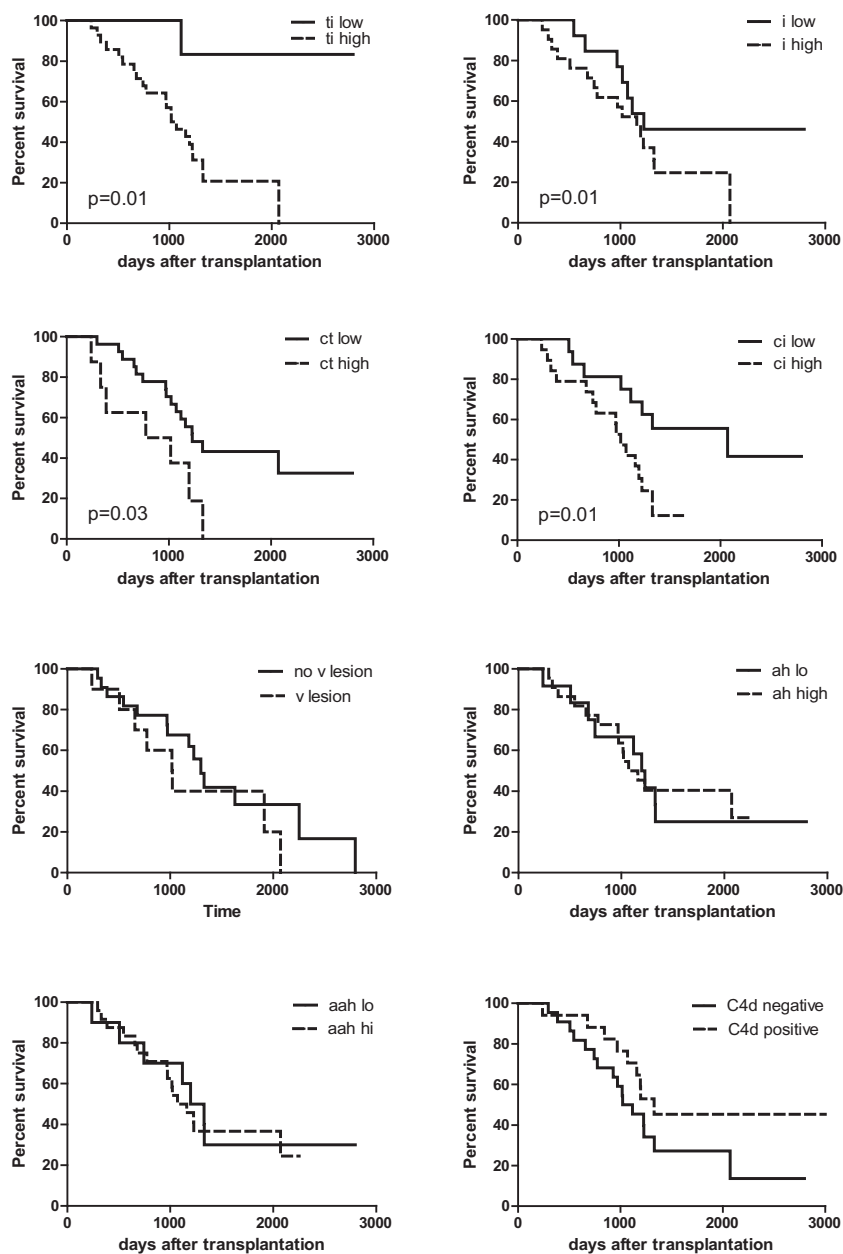 ti low
ti high
Percent survival
100
80
60
40
20
0
p=0.01
0 1000 2000 3000
days after transplantation
i low
i high
Percent survival
100
80
60
40
20
0
p=0.01
0 1000 2000 3000
days after transplantation
ct low
ct high
Percent survival
100
80
60
40
20
0
p=0.03
0 1000 2000 3000
days after transplantation
ci low
ci high
Percent survival
100
80
60
40
20
0
p=0.01
0 1000 2000 3000
days after transplantation
no v lesion
v lesion
Percent survival
100
80
60
40
20
0
0 1000 2000 3000
Time
ah lo
ah high
Percent survival
100
80
60
40
20
0
0 1000 2000 3000
days after transplantation
aah lo
aah hi
Percent survival
100
80
60
40
20
0
0 1000 2000 3000
days after transplantation
C4d negative
C4d positive
Percent survival
100
80
60
40
20
0
0 1000 2000 3000
days after transplantation